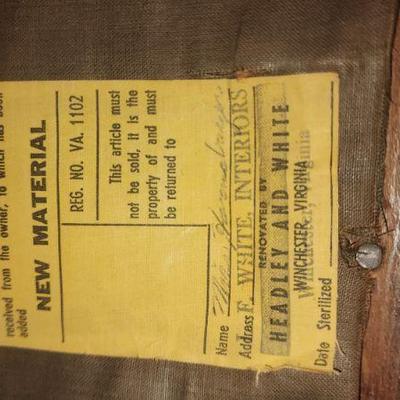 received from the owner, to which has been
added
NEW MATERIAL
REG. NO. VA. 1102
This article must
not be sold, it is the
property of and must
be returned to
Name
Address F. WHITE, INTERIORS
RENOVATED BY
HEADLEY AND WHITE
WINCHESTER, VIRGINIA
Winchester, Virginia
Date Sterilized